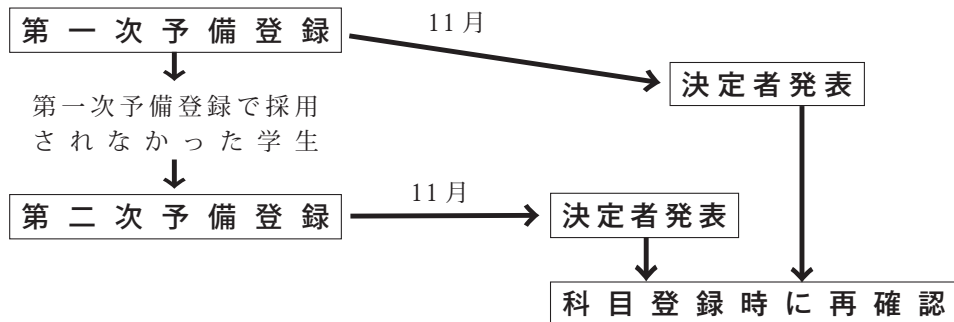 第一次予備登録
11月
決定者発表
第一次予備登録で採用
されなかった学生
第二次予備登録
11月
決定者発表
科目登録時に再確認